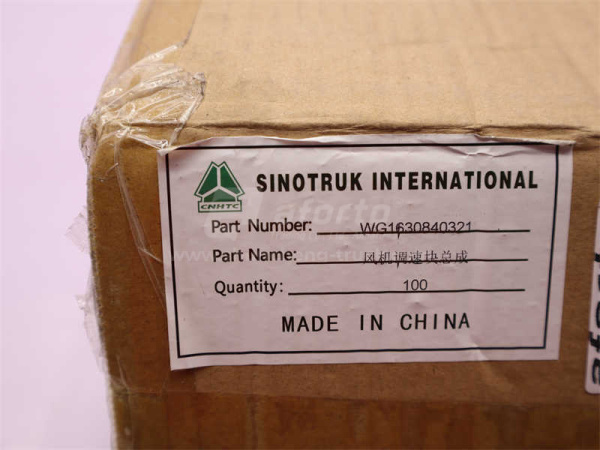 CNHTC
SINOTRUK INTERNATIONAL
Part Number: WG1630840321
Part Name: 风机调速块总成
Quantity: 100
MADE IN CHINA